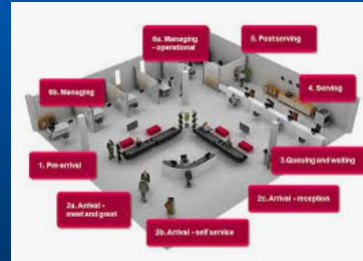 6a. Managing
- operational
5. Postserving
6b. Managing
4. Serving
1. Pre-arrival
3.Queuing and waiting
2a. Arrival -
meet and greet
2c. Arrival - reception
2b. Arrival - self service